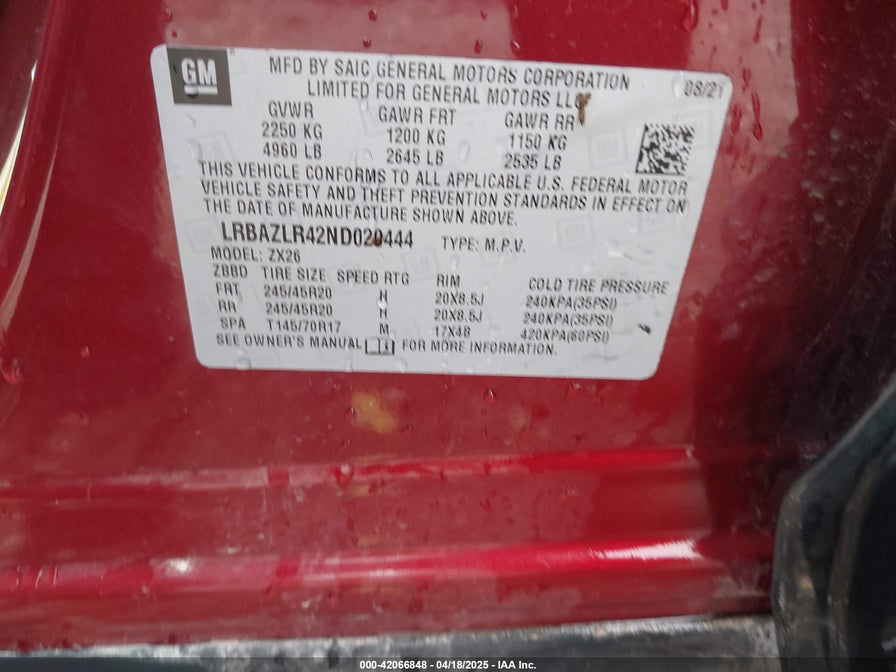 GM
MFD BY SAIC GENERAL MOTORS CORPORATION
LIMITED FOR GENERAL MOTORS LLC
08/21
GVWR GAWR FRT GAWR RR
2250 KG 1200 KG 1150 KG
4960 LB 2645 LB 2535 LB
THIS VEHICLE CONFORMS TO ALL APPLICABLE U.S. FEDERAL MOTOR
VEHICLE SAFETY AND THEFT PREVENTION STANDARDS IN EFFECT ON
THE DATE OF MANUFACTURE SHOWN ABOVE.
LRBAZLR42ND020444 TYPE: M.P.V.
MODEL: ZX26
ZBBD TIRE SIZE SPEED RTG RIM COLD TIRE PRESSURE
FRT 245/45R20 H 20X8.5J 240KPA(35PSI)
RR 245/45R20 H 20X8.5J 240KPA(35PSI)
SPA T145/70R17 M 17X4B 420KPA(60PSI)
SEE OWNER'S MANUAL FOR MORE INFORMATION.
000-42066848 - 04/18/2025 - IAA Inc.